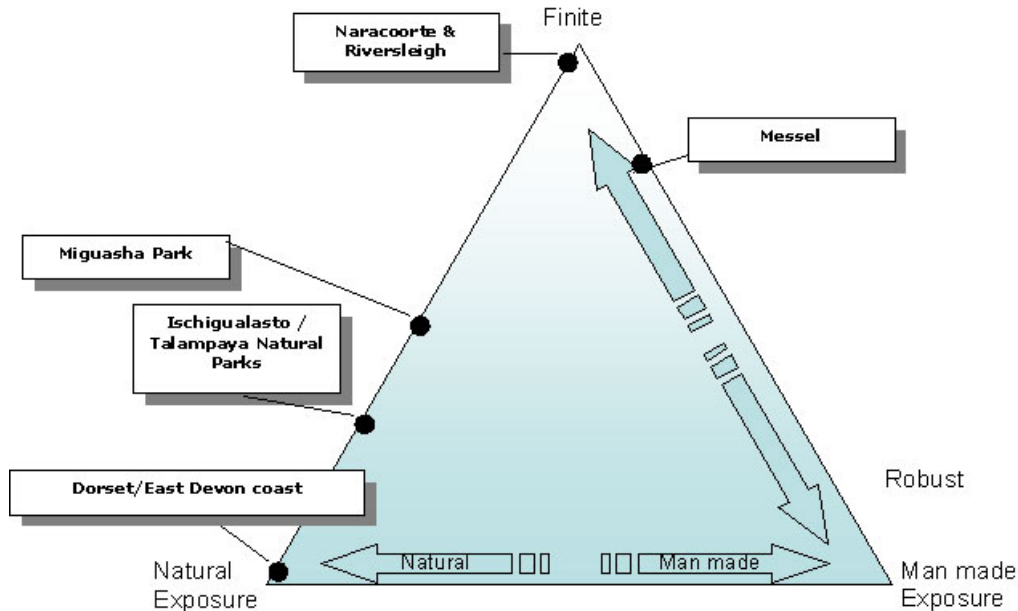 Finite
Naracoorte &
Riversleigh
Messel
Miguasha Park
Ischigualasto /
Talampaya Natural
Parks
Robust
Dorset/East Devon coast
Natural
Man made
Natural
Exposure
Man made
Exposure